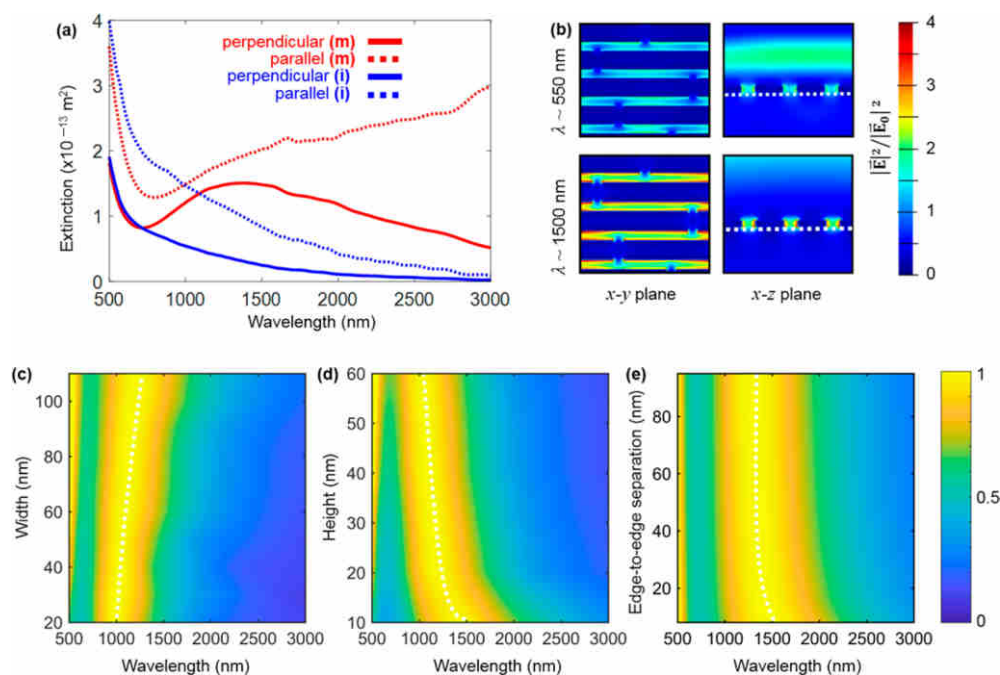 (a)
4
3
2
1
0
Extinction (x10 ⁻¹³ m²)
perpendicular (m)
parallel (m)
perpendicular (i)
parallel (i)
500 1000 1500 2000 2500 3000
Wavelength (nm)
(b)
λ ~ 550 nm
λ ~ 1500 nm
x-y plane
x-z plane
4
3
2
1
0
|E⃗|²/|E⃗₀|²
(c)
100
80
60
40
20
Width (nm)
500 1000 1500 2000 2500 3000
Wavelength (nm)
(d)
60
50
40
30
20
10
Height (nm)
500 1000 1500 2000 2500 3000
Wavelength (nm)
(e)
80
60
40
20
Edge-to-edge separation (nm)
500 1000 1500 2000 2500 3000
Wavelength (nm)
1
0.5
0